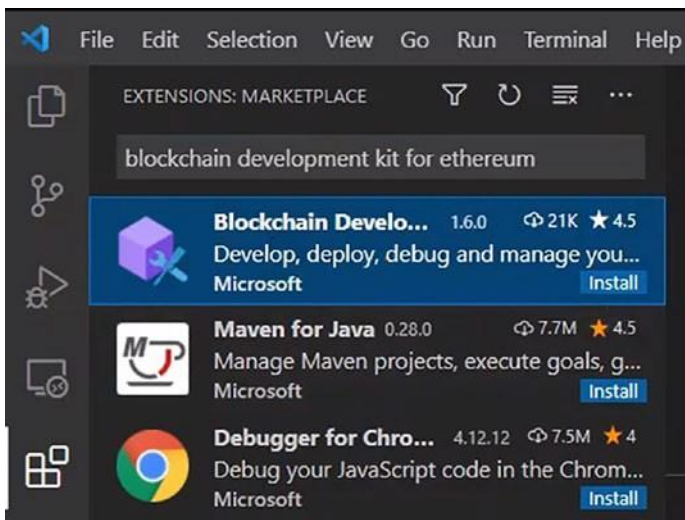 File Edit Selection View Go Run Terminal Help
EXTENSIONS: MARKETPLACE
blockchain development kit for ethereum
Blockchain Develo... 1.6.0 21K 4.5
Develop, deploy, debug and manage you...
Microsoft Install
Maven for Java 0.28.0 7.7M 4.5
Manage Maven projects, execute goals, g...
Microsoft Install
Debugger for Chro... 4.12.12 7.5M 4
Debug your JavaScript code in the Chrom...
Microsoft Install